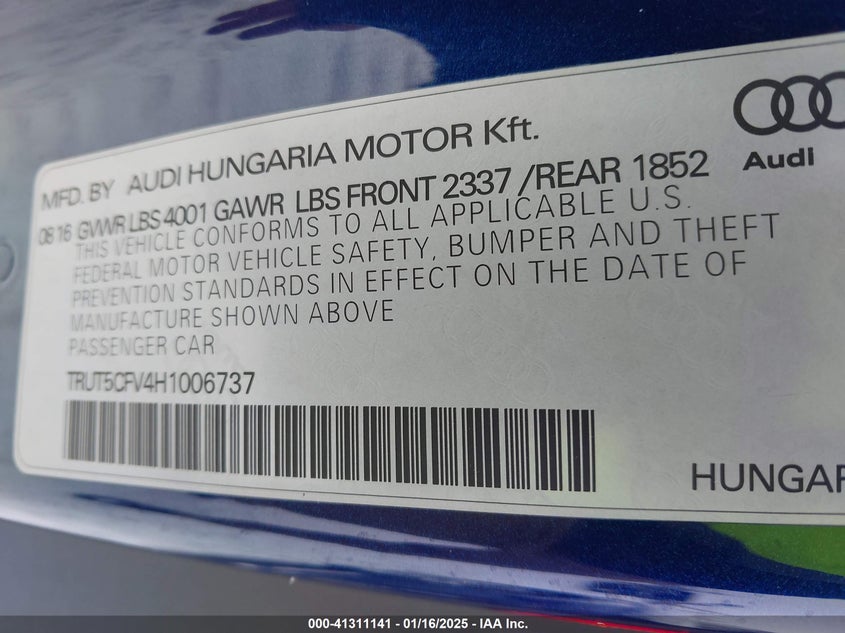 Audi
MFD. BY AUDI HUNGARIA MOTOR Kft.
0816 GVWR LBS 4001 GAWR LBS FRONT 2337 /REAR 1852
THIS VEHICLE CONFORMS TO ALL APPLICABLE U.S.
FEDERAL MOTOR VEHICLE SAFETY, BUMPER AND THEFT
PREVENTION STANDARDS IN EFFECT ON THE DATE OF
MANUFACTURE SHOWN ABOVE
PASSENGER CAR
TRUT5CFV4H1006737
HUNGAR
000-41311141 - 01/16/2025 - IAA Inc.